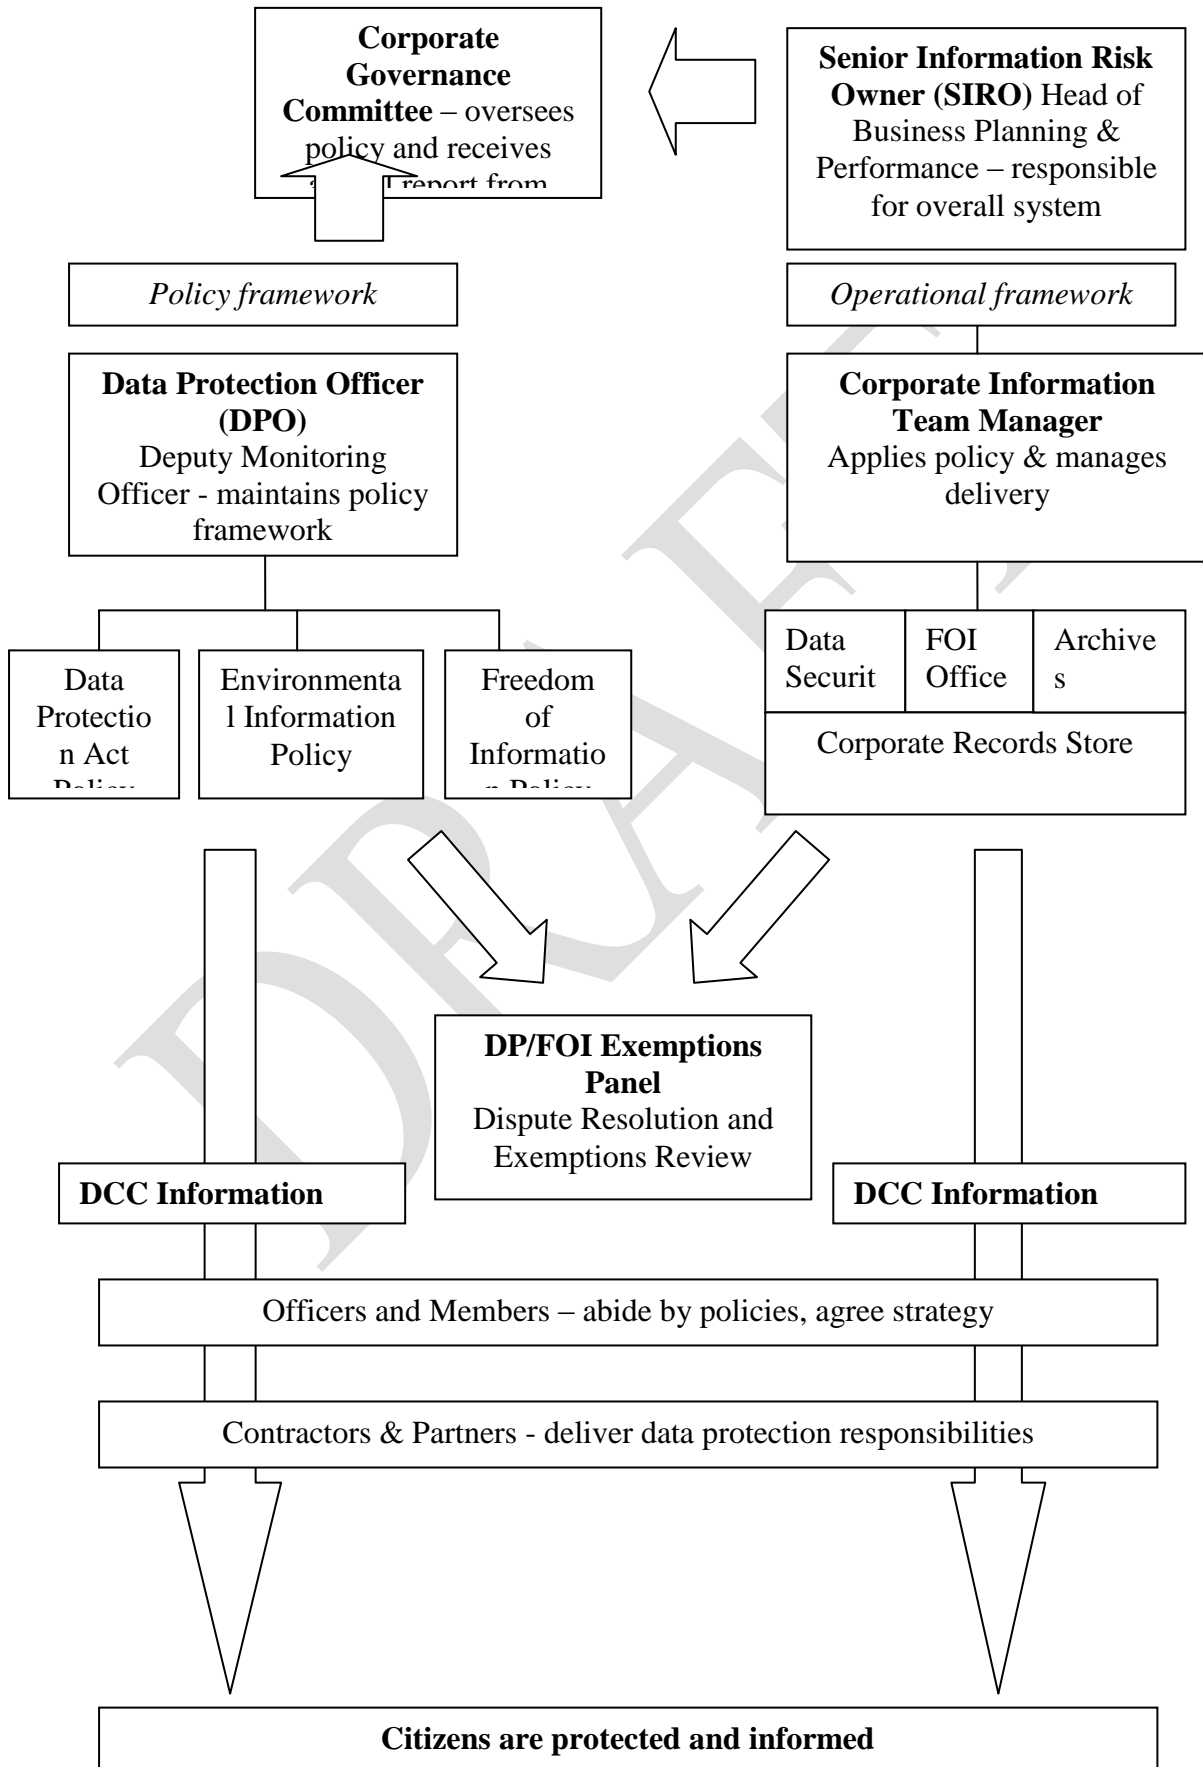 Corporate
Governance
Committee – oversees
policy and receives
report from
Senior Information Risk
Owner (SIRO) Head of
Business Planning &
Performance – responsible
for overall system
Policy framework
Operational framework
Data Protection Officer
(DPO)
Deputy Monitoring
Officer - maintains policy
framework
Corporate Information
Team Manager
Applies policy & manages
delivery
Data
Protectio
n Act
Policy
Environmenta
l Information
Policy
Freedom
of
Informatio
n Policy
Data
Securit
FOI
Office
Archive
s
Corporate Records Store
DP/FOI Exemptions
Panel
Dispute Resolution and
Exemptions Review
DCC Information
DCC Information
Officers and Members – abide by policies, agree strategy
Contractors & Partners - deliver data protection responsibilities
Citizens are protected and informed
DRAFT